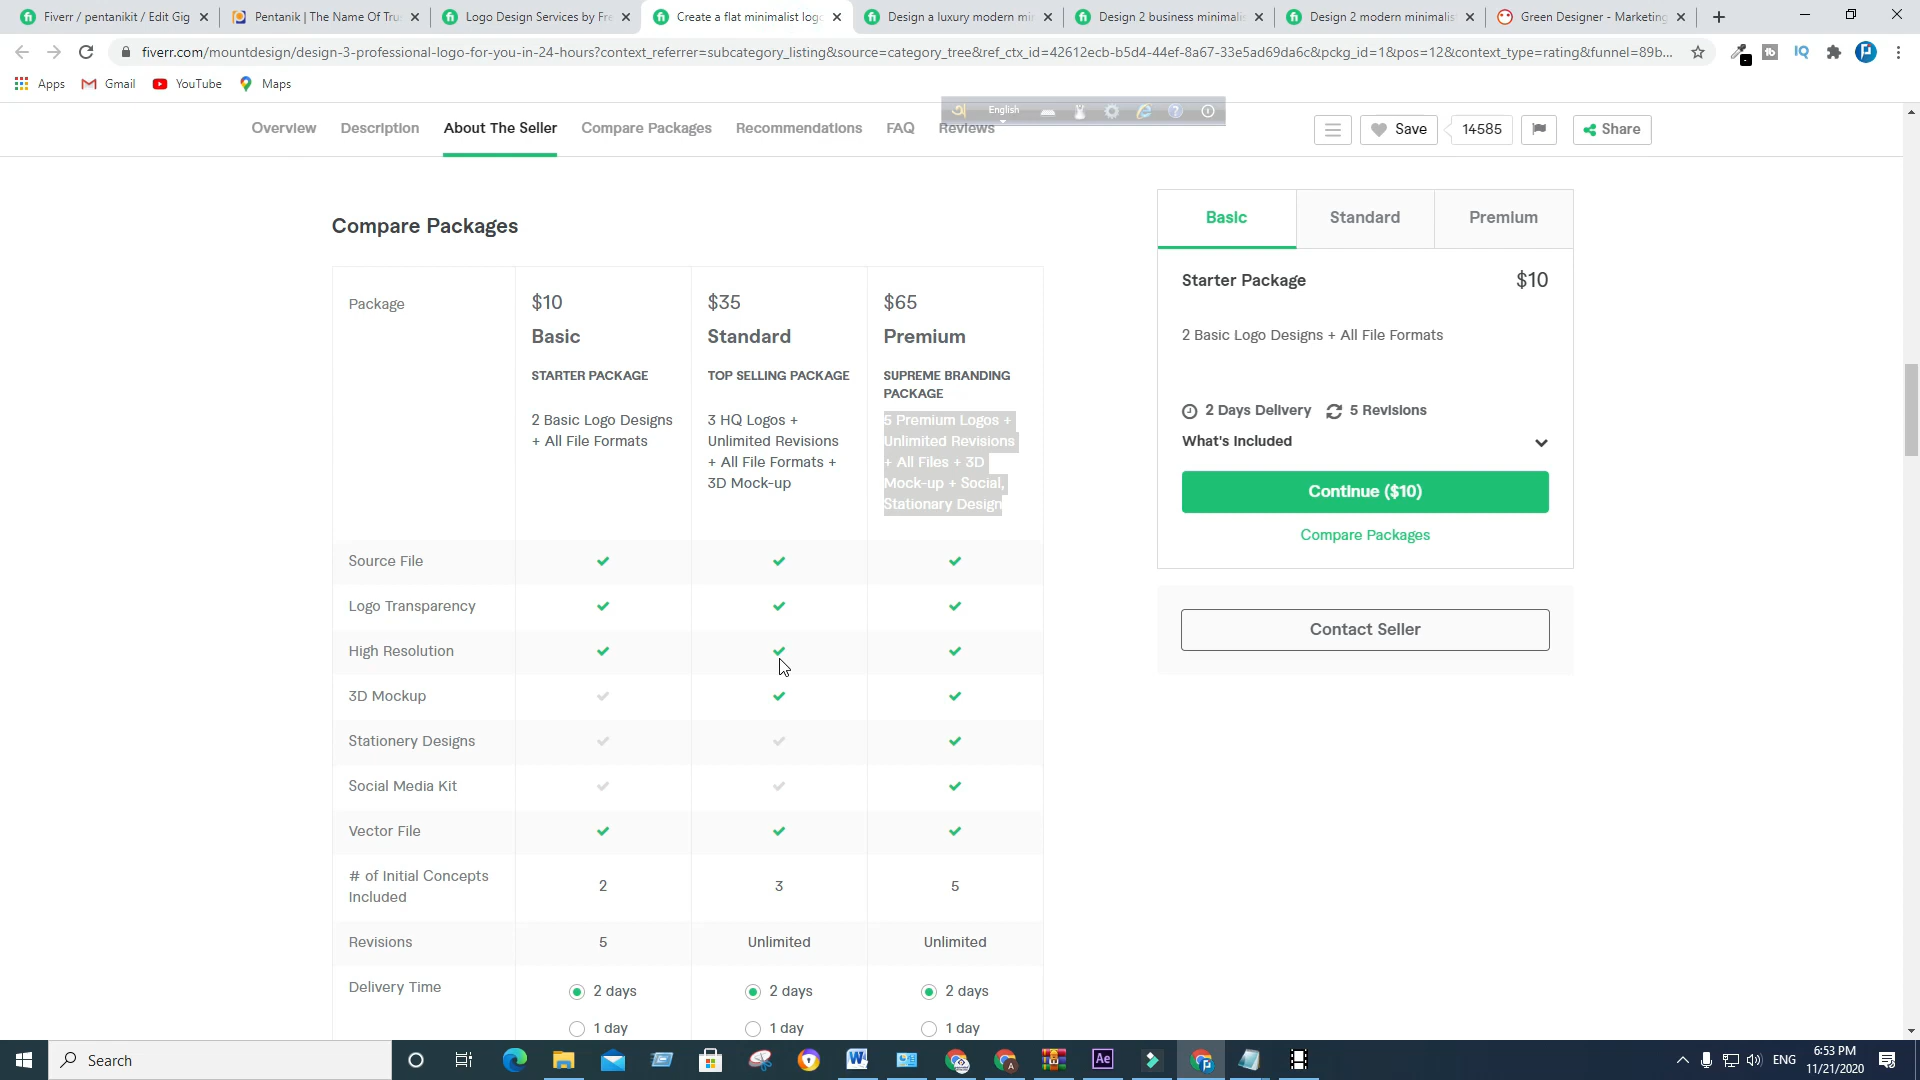 Fiverr / pentanikit / Edit Gig
Pentanik | The Name Of Tru
Logo Design Services by Fre
Create a flat minimalist logo
Design a luxury modern mi
Design 2 business minimali
Design 2 modern minimalis
Green Designer - Marketing
fiverr.com/mountdesign/design-3-professional-logo-for-you-in-24-hours?context_referrer=subcategory_listing&source=category_tree&ref_ctx_id=42612ecb-b5d4-44ef-8a67-33e5ad69da6c&pckg_id=1&pos=12&context_type=rating&funnel=89b...
Apps
Gmail
YouTube
Maps
English
Overview
Description
About The Seller
Compare Packages
Recommendations
FAQ
Reviews
Save
14585
Share
Compare Packages
Package
$10
Basic
STARTER PACKAGE
2 Basic Logo Designs
+ All File Formats
$35
Standard
TOP SELLING PACKAGE
3 HQ Logos +
Unlimited Revisions
+ All File Formats +
3D Mock-up
$65
Premium
SUPREME BRANDING
PACKAGE
5 Premium Logos +
Unlimited Revisions
+ All Files + 3D
Mock-up + Social,
Stationary Design
Source File
Logo Transparency
High Resolution
3D Mockup
Stationery Designs
Social Media Kit
Vector File
# of Initial Concepts
Included
2
3
5
Revisions
5
Unlimited
Unlimited
Delivery Time
2 days
2 days
2 days
1 day
1 day
1 day
Basic
Standard
Premium
Starter Package
$10
2 Basic Logo Designs + All File Formats
2 Days Delivery
5 Revisions
What's Included
Continue ($10)
Compare Packages
Contact Seller
Search
ENG
6:53 PM
11/21/2020